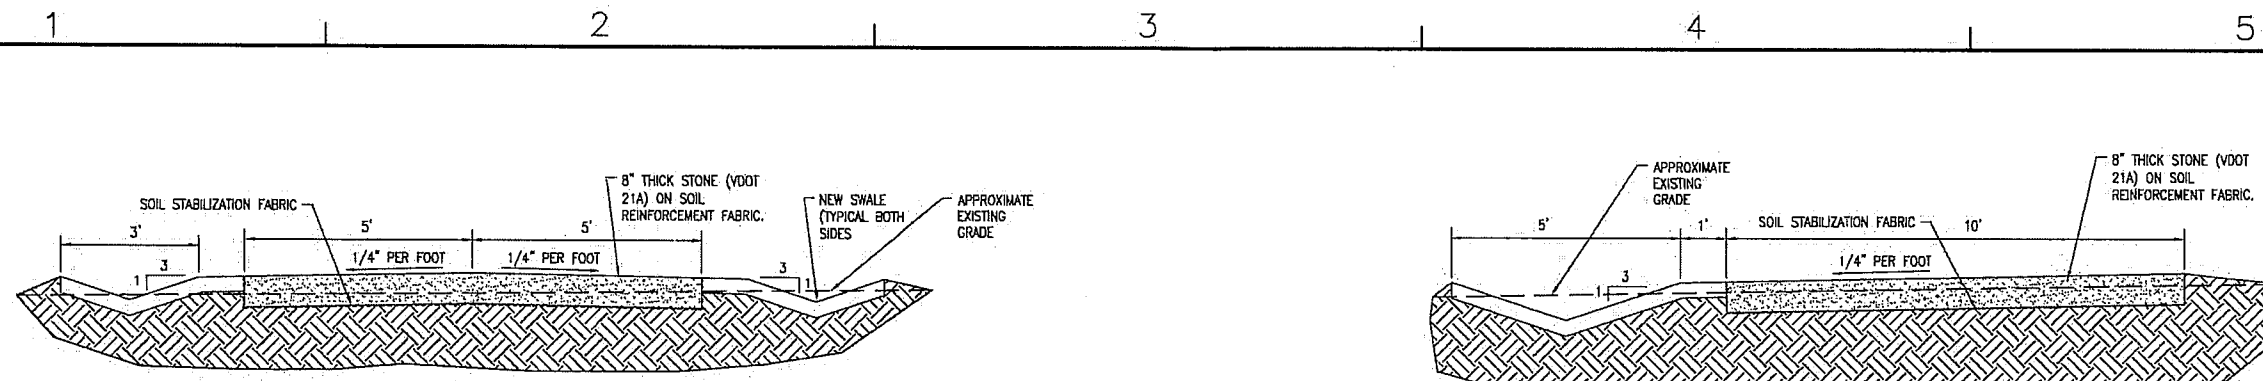 1 2 3 4 5
SOIL STABILIZATION FABRIC
3'
5'
5'
1/4" PER FOOT
1/4" PER FOOT
3
1
8" THICK STONE (VDOT
21A) ON SOIL
REINFORCEMENT FABRIC.
NEW SWALE
(TYPICAL BOTH
SIDES
APPROXIMATE
EXISTING
GRADE
3
1
APPROXIMATE
EXISTING
GRADE
5'
1'
SOIL STABILIZATION FABRIC
10'
1/4" PER FOOT
3
1
8" THICK STONE (VDOT
21A) ON SOIL
REINFORCEMENT FABRIC.